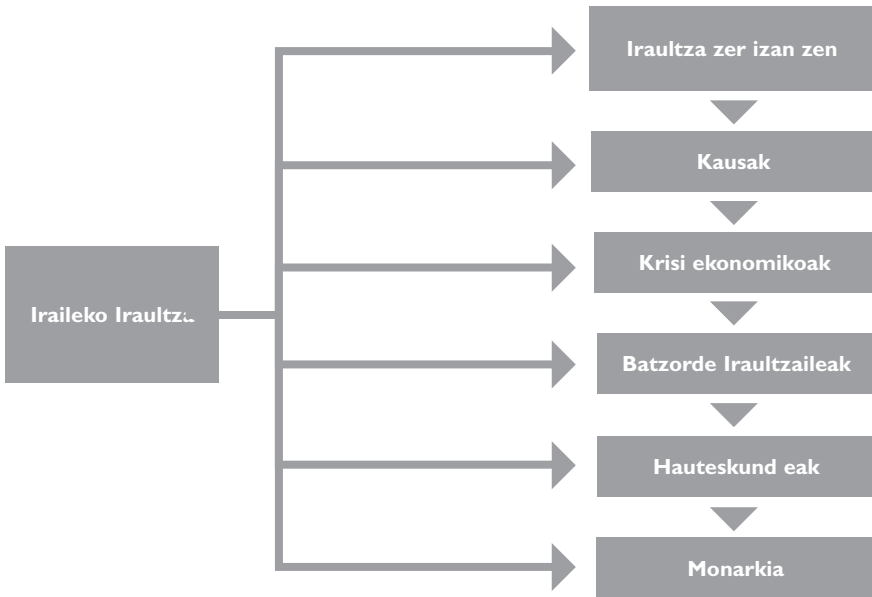 Iraultza zer izan zen
Kausak
Krisi ekonomikoak
Iraileko Iraultza
Batzorde Iraultzaileak
Hauteskund eak
Monarkia